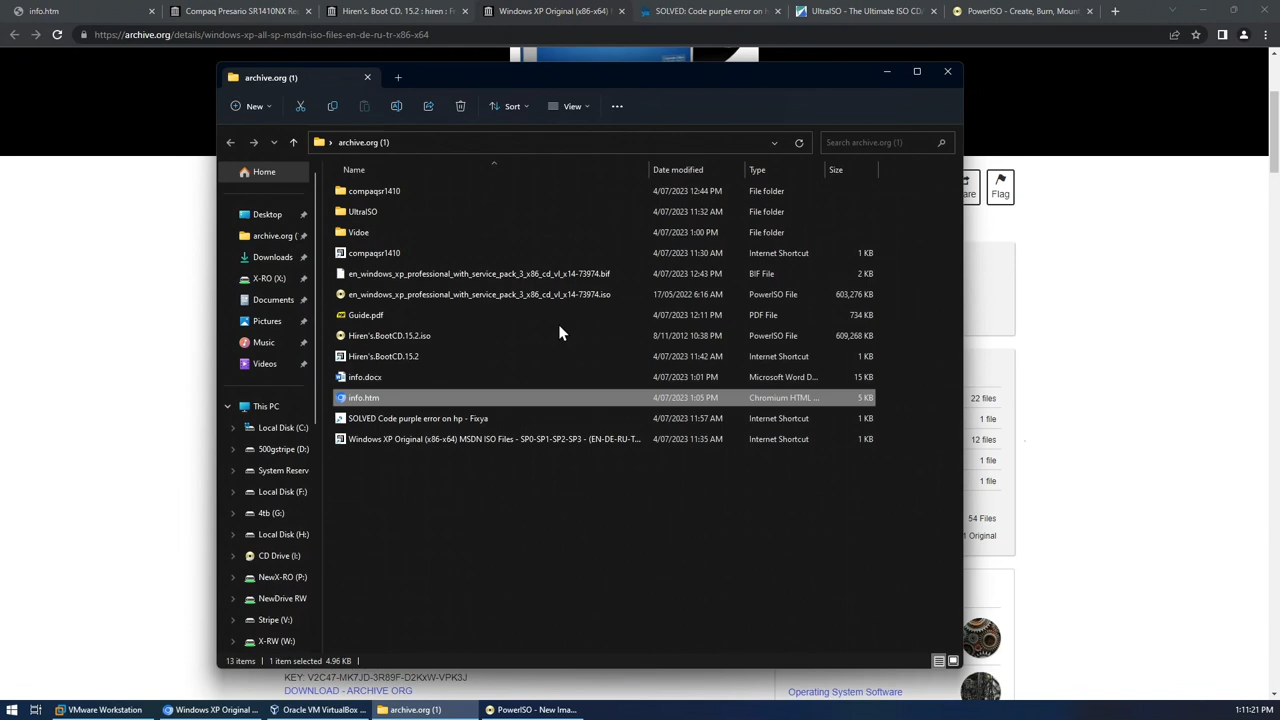 info.htm
Compaq Presario SR1410NX Re
Hiren's.Boot CD. 15.2 : hiren : F
Windows XP Original (x86-x64) M
SOLVED: Code purple error on h
UltraISO - The Ultimate ISO CD/
PowerISO - Create, Burn, Mount
https://archive.org/details/windows-xp-all-sp-msdn-iso-files-en-de-ru-tr-x86-x64
archive.org (1)
New
Sort
View
archive.org (1)
Search archive.org (1)
Home
Name
Date modified
Type
Size
compaqsr1410 4/07/2023 12:44 PM File folder
UltraISO 4/07/2023 11:32 AM File folder
Vidoe 4/07/2023 1:00 PM File folder
compaqsr1410 4/07/2023 11:30 AM Internet Shortcut 1 KB
en_windows_xp_professional_with_service_pack_3_x86_cd_vl_x14-73974.bif 4/07/2023 12:43 PM BIF File 2 KB
en_windows_xp_professional_with_service_pack_3_x86_cd_vl_x14-73974.iso 17/05/2022 6:16 AM PowerISO File 603,276 KB
Guide.pdf 4/07/2023 12:11 PM PDF File 734 KB
Hiren's.BootCD.15.2.iso 8/11/2012 10:38 PM PowerISO File 609,268 KB
Hiren's.BootCD.15.2 4/07/2023 11:42 AM Internet Shortcut 1 KB
info.docx 4/07/2023 1:01 PM Microsoft Word D... 15 KB
info.htm 4/07/2023 1:05 PM Chromium HTML ... 5 KB
SOLVED Code purple error on hp - Fixya 4/07/2023 11:57 AM Internet Shortcut 1 KB
Windows XP Original (x86-x64) MSDN ISO Files - SP0-SP1-SP2-SP3 - (EN-DE-RU-T... 4/07/2023 11:35 AM Internet Shortcut 1 KB
Desktop
archive.org (
Downloads
X-RO (X:)
Documents
Pictures
Music
Videos
This PC
Local Disk (C:)
500gstripe (D:)
System Reserv
Local Disk (F:)
4tb (G:)
Local Disk (H:)
CD Drive (I:)
NewX-RO (P:)
NewDrive RW
Stripe (V:)
X-RW (W:)
13 items
1 item selected 4.96 KB
are
Flag
22 files
1 file
12 files
1 file
1 file
54 Files
1 Original
KEY: V2C47-MK7JD-3R89F-D2KXW-VPK3J
DOWNLOAD - ARCHIVE ORG
Operating System Software
VMware Workstation
Windows XP Original ...
Oracle VM VirtualBox ...
archive.org (1)
PowerISO - New Ima...
1:11:21 PM